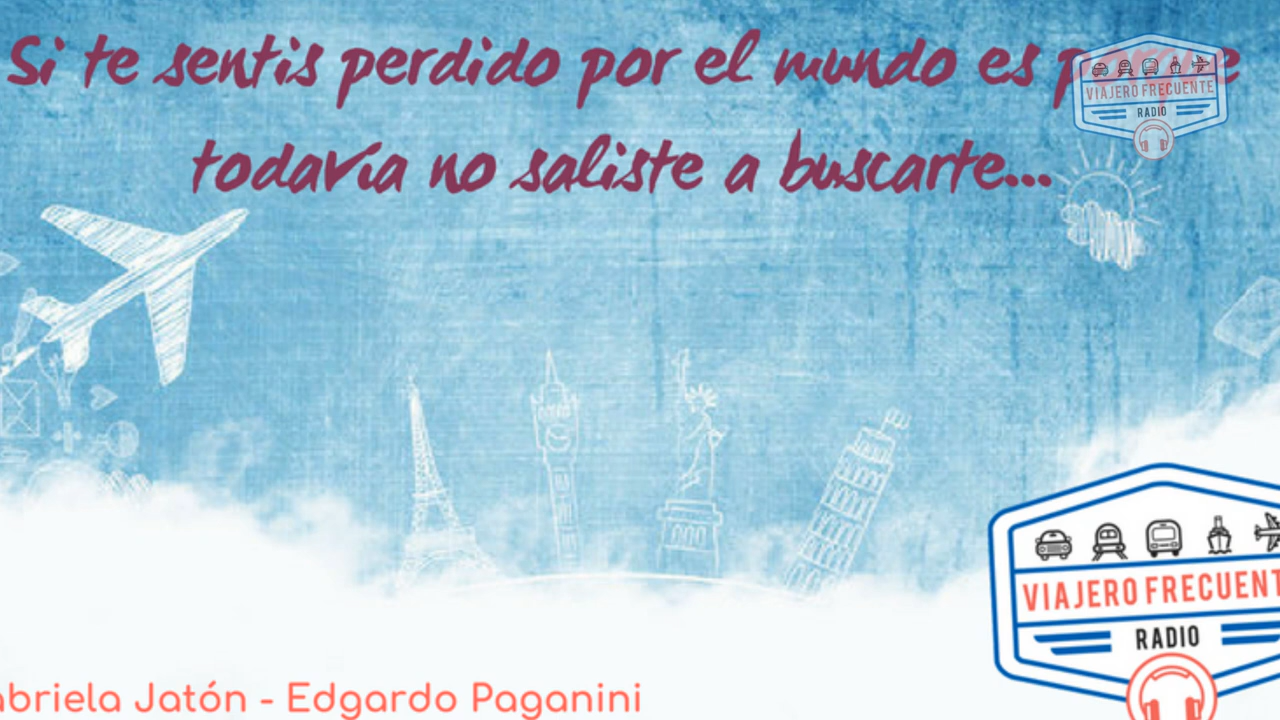 Si te sentis perdido por el mundo es porque
todavía no saliste a buscarte...
VIAJERO FRECUENTE
RADIO
VIAJERO FRECUENT
RADIO
abriela Jatón - Edgardo Paganini